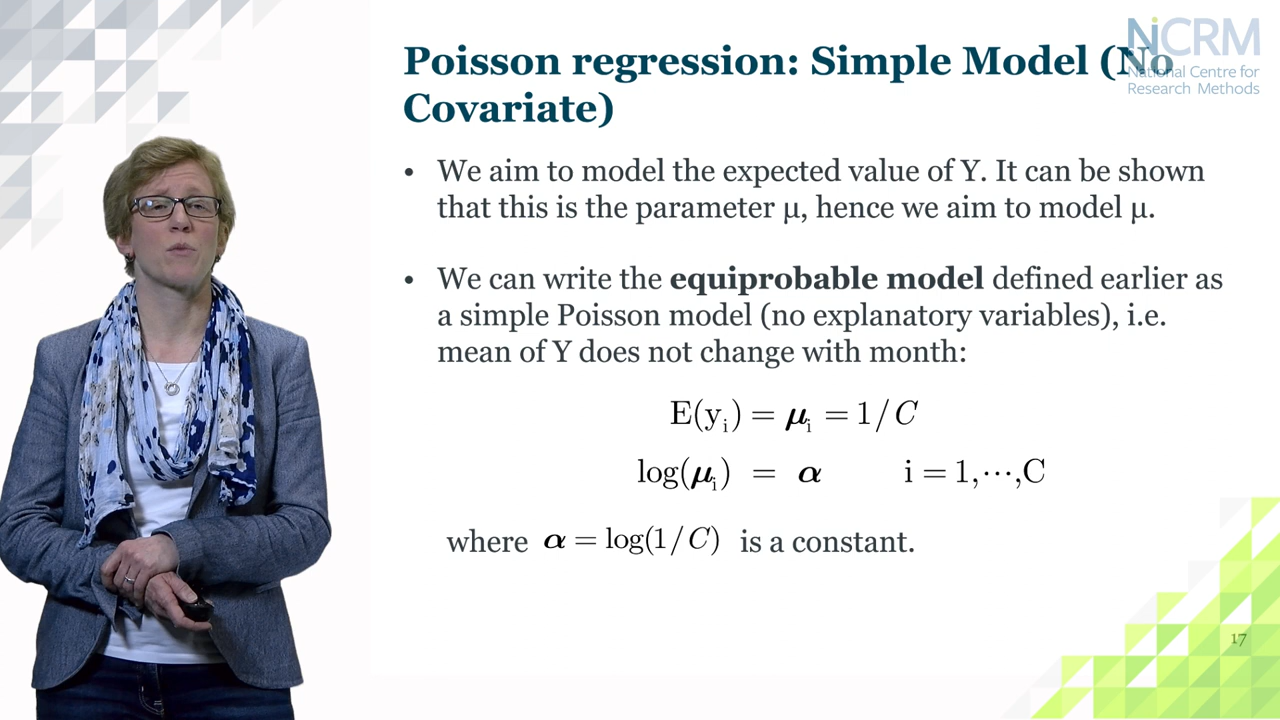 NCRM
National Centre for
Research Methods
Poisson regression: Simple Model (No
Covariate)
• We aim to model the expected value of Y. It can be shown
that this is the parameter μ, hence we aim to model μ.
• We can write the equiprobable model defined earlier as
a simple Poisson model (no explanatory variables), i.e.
mean of Y does not change with month:
E(yᵢ) = μᵢ = 1/C
log(μᵢ) = α i = 1,⋯,C
where α = log(1/C) is a constant.
17